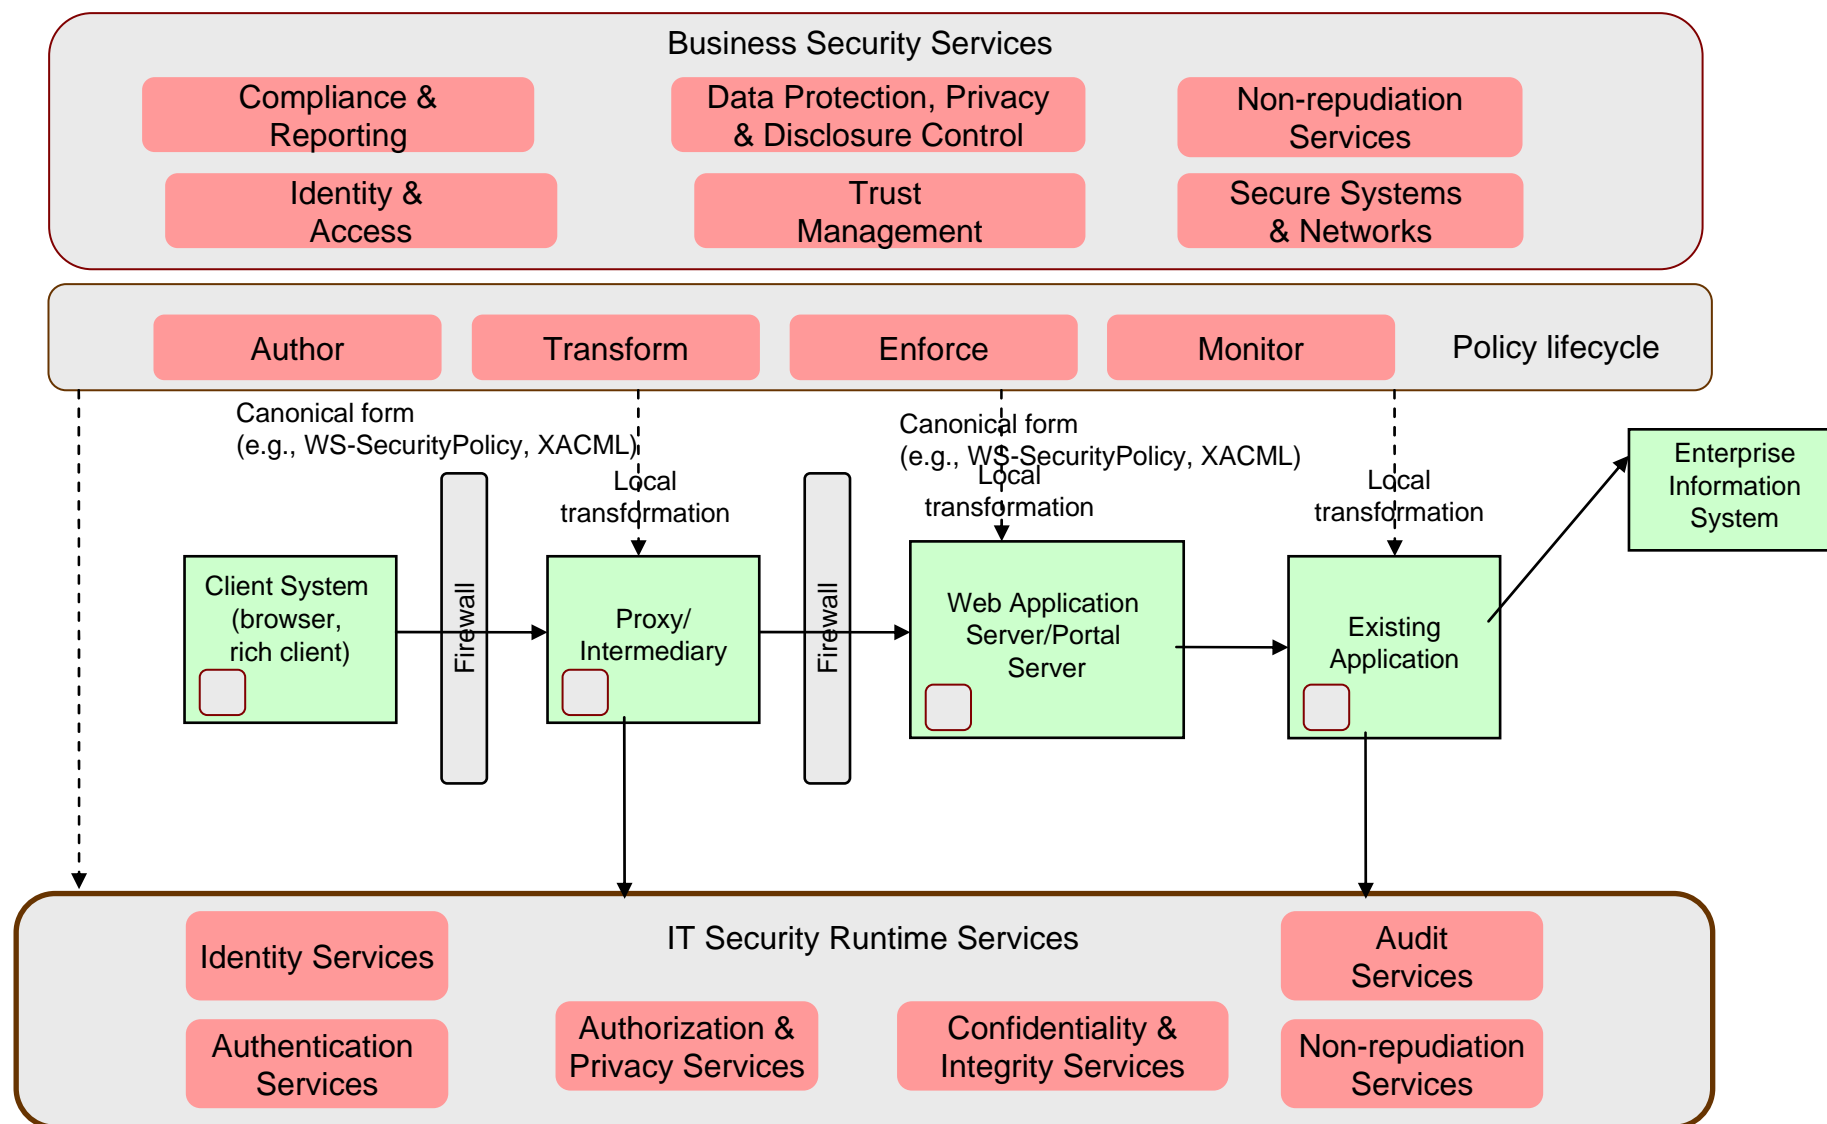 Business Security Services
Compliance &
Reporting
Data Protection, Privacy
& Disclosure Control
Non-repudiation
Services
Identity &
Access
Trust
Management
Secure Systems
& Networks
Author
Transform
Enforce
Monitor
Policy lifecycle
Canonical form
(e.g., WS-SecurityPolicy, XACML)
Canonical form
(e.g., WS-SecurityPolicy, XACML)
Local
transformation
Local
transformation
Local
transformation
Enterprise
Information
System
Client System
(browser,
rich client)
Firewall
Proxy/
Intermediary
Firewall
Web Application
Server/Portal
Server
Existing
Application
IT Security Runtime Services
Identity Services
Authentication
Services
Authorization &
Privacy Services
Confidentiality &
Integrity Services
Audit
Services
Non-repudiation
Services